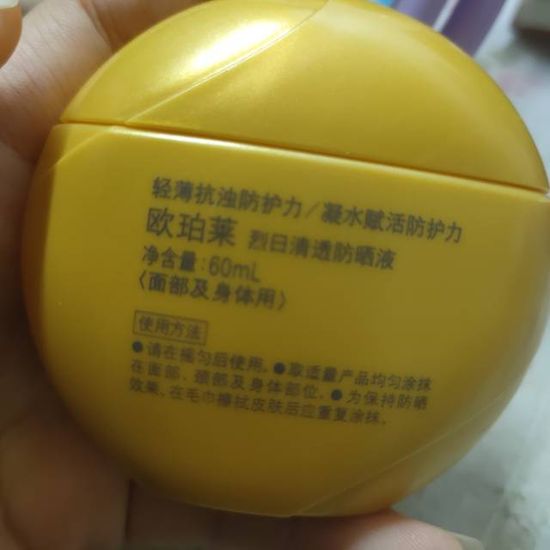 轻薄抗浊防护力/凝水赋活防护力
欧珀莱 烈日清透防晒液
净含量:60mL
〈面部及身体用〉
使用方法
●请在摇匀后使用。●取适量产品均匀涂抹
在面部、颈部及身体部位。●为保持防晒
效果,在毛巾擦拭皮肤后应重复涂抹。